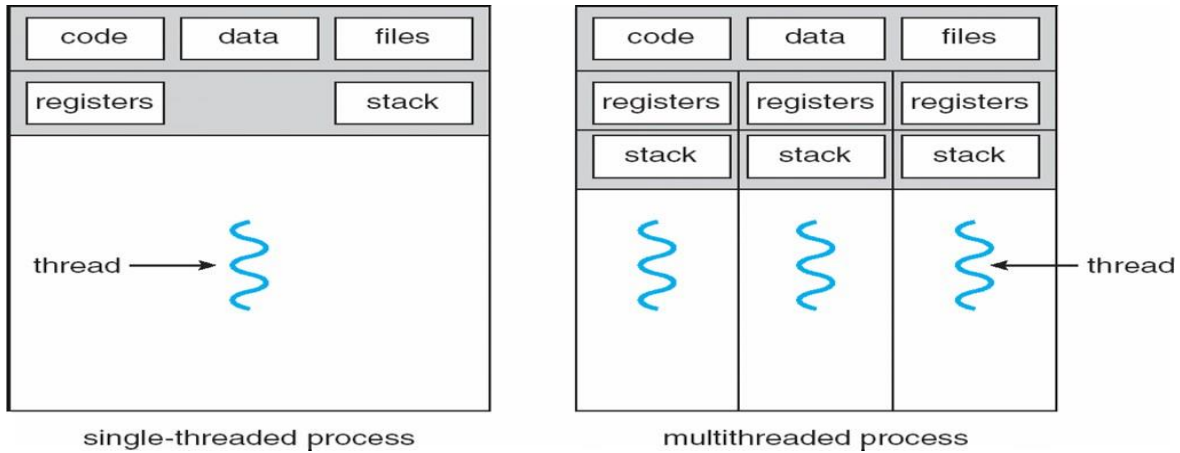 code data files
registers stack
thread
single-threaded process
code data files
registers registers registers
stack stack stack
thread
multithreaded process